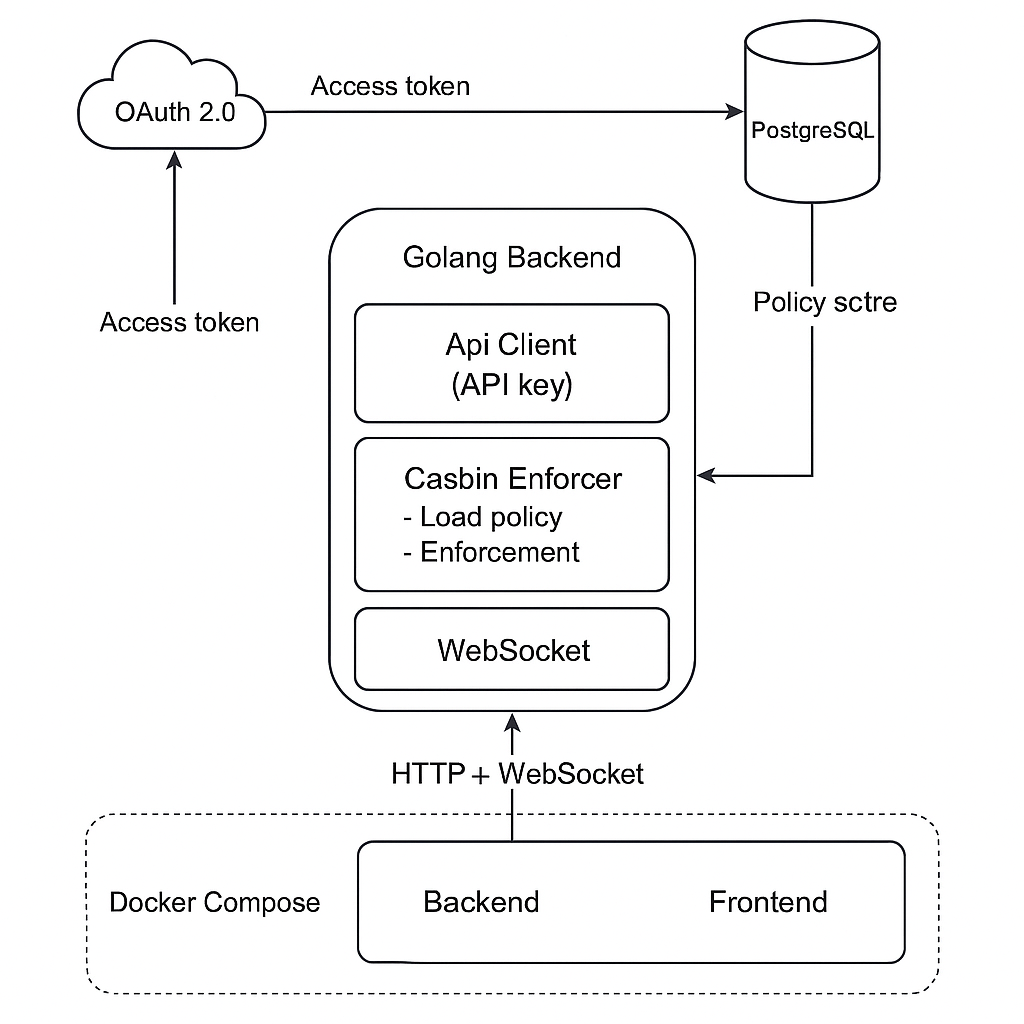 OAuth 2.0
Access token
PostgreSQL
Access token
Policy sctre
Golang Backend
Api Client
(API key)
Casbin Enforcer
- Load policy
- Enforcement
WebSocket
HTTP + WebSocket
Docker Compose
Backend
Frontend